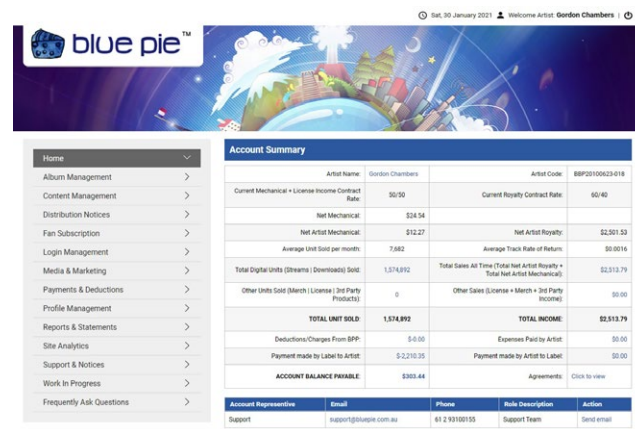 Sat, 30 January 2021 Welcome Artist: Gordon Chambers |
blue pie™
Home
Album Management
Content Management
Distribution Notices
Fan Subscription
Login Management
Media & Marketing
Payments & Deductions
Profile Management
Reports & Statements
Site Analytics
Support & Notices
Work In Progress
Frequently Ask Questions
Account Summary
Artist Name: Gordon Chambers Artist Code: BBP20100623-018
Current Mechanical + License Income Contract
Rate: 50/50 Current Royalty Contract Rate: 60/40
Net Mechanical: $24.54
Net Artist Mechanical: $12.27 Net Artist Royalty: $2,501.53
Average Unit Sold per month: 7,682 Average Track Rate of Return: $0.0016
Total Digital Units (Streams | Downloads) Sold: 1,574,892 Total Sales All Time (Total Net Artist Royalty +
Total Net Artist Mechanical): $2,513.79
Other Units Sold (Merch | License | 3rd Party
Products): 0 Other Sales (License + Merch + 3rd Party
Income): $0.00
TOTAL UNIT SOLD: 1,574,892 TOTAL INCOME: $2,513.79
Deductions/Charges From BPP: $-0.00 Expenses Paid by Artist: $0.00
Payment made by Label to Artist: $-2,210.35 Payment made by Artist to Label: $0.00
ACCOUNT BALANCE PAYABLE: $303.44 Agreements: Click to view
Account Representive Email Phone Role Description Action
Support support@bluepie.com.au 61 2 93100155 Support Team Send email